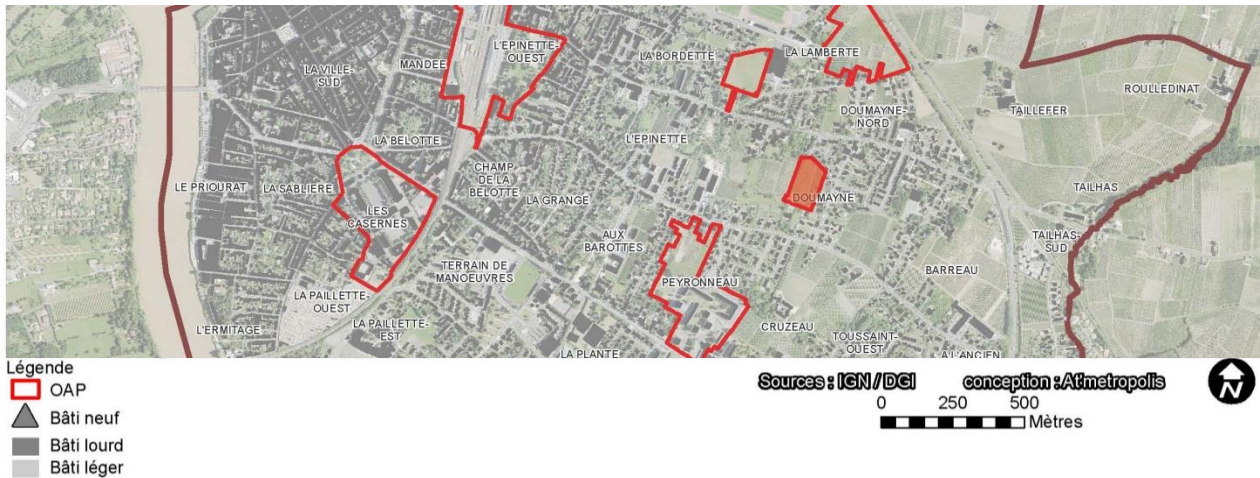 L'EPINETTE-
OUEST
LA BORDETTE
LA LAMBERTE
LA VILLE-
SUD
MANDEE
ROULLEDINAT
TAILLEFER
DOUMAYNE-
NORD
LA BELOTTE
L'EPINETTE
CHAMP
DE LA
BELOTTE
LE PRIOURAT
LA SABLIERE
TAILHAS
LA GRANGE
DOUMAYNE
LES
CASERNES
AUX
BAROTTES
TAILHAS-
SUD
TERRAIN DE
MANOEUVRES
BARREAU
PEYRONNEAU
LA PAILLETTE-
OUEST
L'ERMITAGE
LA PAILLETTE-
EST
CRUZEAU
TOUSSAINT-
OUEST
LA PLANTE
A L'ANCIEN
Légende
OAP
Bâti neuf
Bâti lourd
Bâti léger
Sources : IGN / DGI conception : At'metropolis
N
0 250 500
Mètres